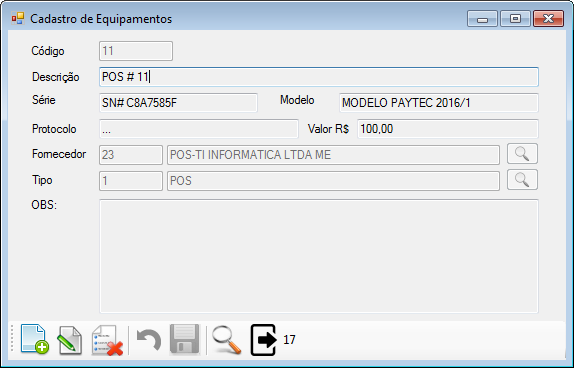 Cadastro de Equipamentos
Código 11
Descrição POS # 11
Série SN# C8A7585F Modelo MODELO PAYTEC 2016/1
Protocolo ... Valor R$ 100,00
Fornecedor 23 POS-TI INFORMATICA LTDA ME
Tipo 1 POS
OBS:
17